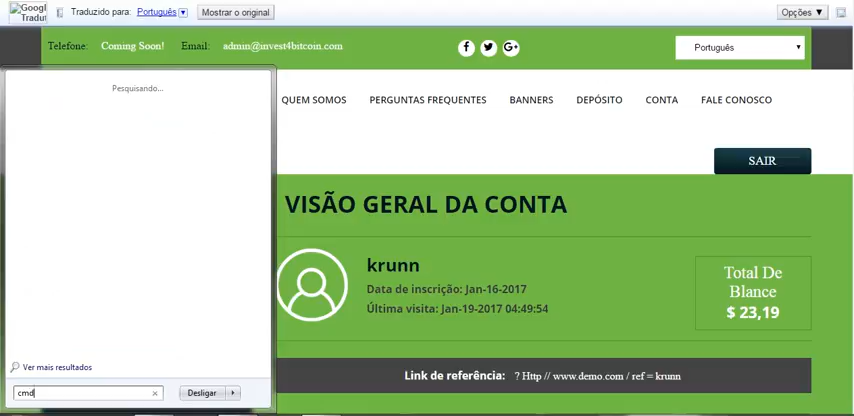 Google Tradut
Traduzido para: Português
Mostrar o original
Opções ▼
Telefone: Coming Soon! Email: admin@invest4bitcoin.com
Português
Pesquisando...
QUEM SOMOS PERGUNTAS FREQUENTES BANNERS DEPÓSITO CONTA FALE CONOSCO
SAIR
VISÃO GERAL DA CONTA
krunn
Data de inscrição: Jan-16-2017
Última visita: Jan-19-2017 04:49:54
Total De
Blance
$ 23,19
Link de referência: ? Http // www.demo.com / ref = krunn
Ver mais resultados
cmd
Desligar